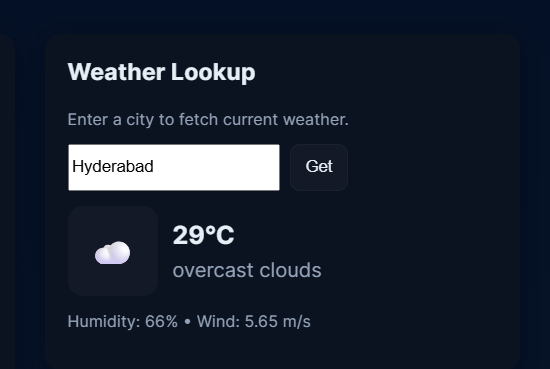 Weather Lookup
Enter a city to fetch current weather.
Hyderabad Get
29°C
overcast clouds
Humidity: 66% • Wind: 5.65 m/s